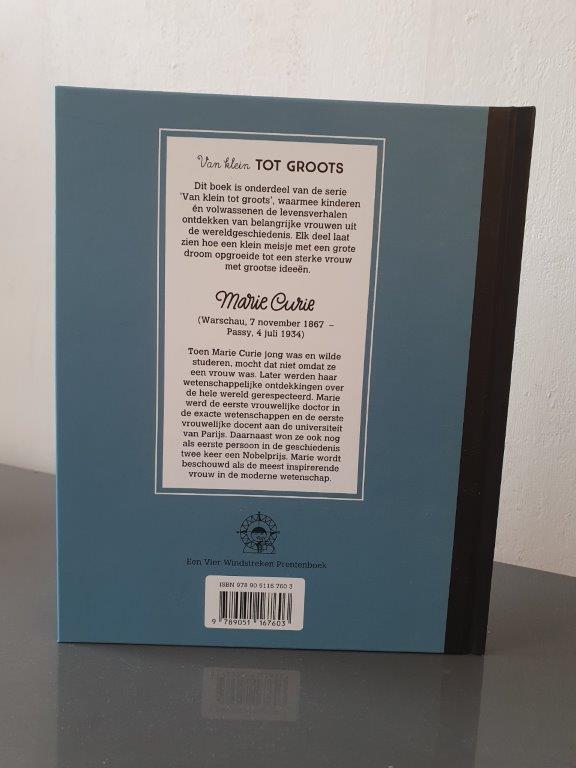 Van klein TOT GROOTS
Dit boek is onderdeel van de serie
'Van klein tot groots', waarmee kinderen
én volwassenen de levensverhalen
ontdekken van belangrijke vrouwen uit
de wereldgeschiedenis. Elk deel laat
zien hoe een klein meisje met een grote
droom opgroeide tot een sterke vrouw
met grootse ideeën.
Marie Curie
(Warschau, 7 november 1867 –
Passy, 4 juli 1934)
Toen Marie Curie jong was en wilde
studeren, mocht dat niet omdat ze
een vrouw was. Later werden haar
wetenschappelijke ontdekkingen over
de hele wereld gerespecteerd. Marie
werd de eerste vrouwelijke doctor in
de exacte wetenschappen en de eerste
vrouwelijke docent aan de universiteit
van Parijs. Daarnaast won ze ook nog
als eerste persoon in de geschiedenis
twee keer een Nobelprijs. Marie wordt
beschouwd als de meest inspirerende
vrouw in de moderne wetenschap.
Een Vier Windstreken Prentenboek
ISBN 978 90 5116 760 3
9 789051 167603